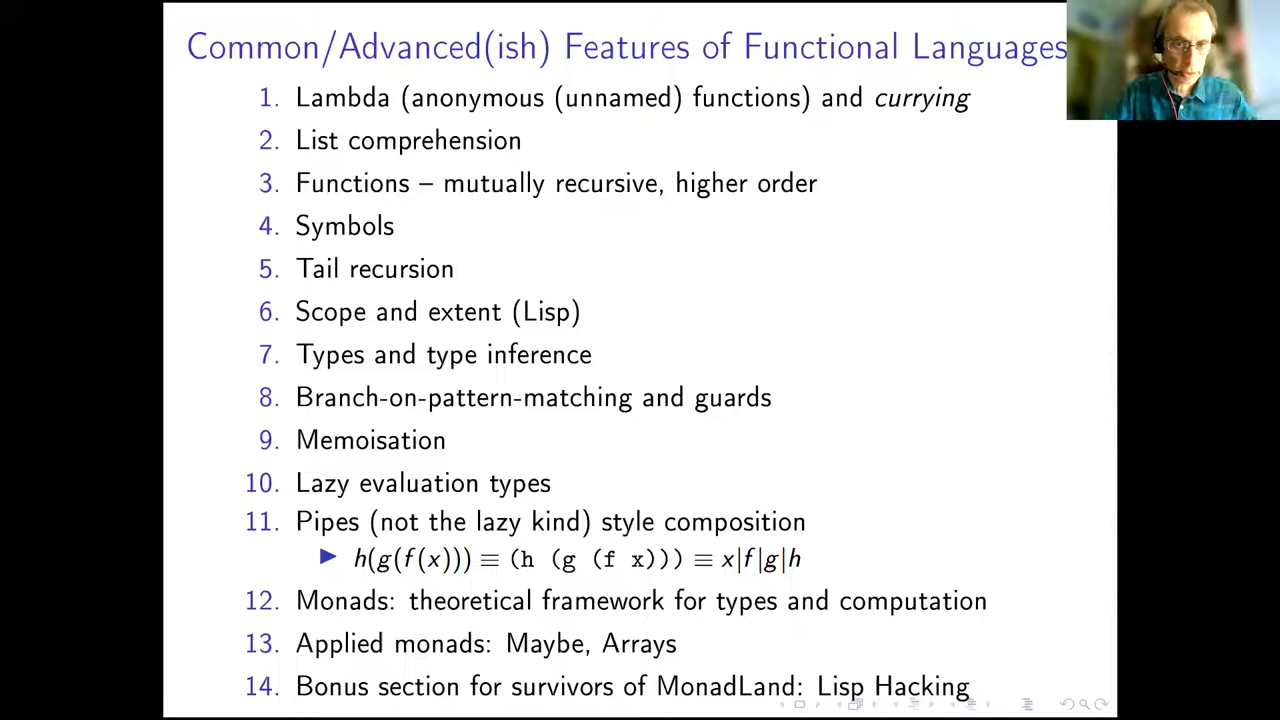 Common/Advanced(ish) Features of Functional Languages
1. Lambda (anonymous (unnamed) functions) and currying
2. List comprehension
3. Functions – mutually recursive, higher order
4. Symbols
5. Tail recursion
6. Scope and extent (Lisp)
7. Types and type inference
8. Branch-on-pattern-matching and guards
9. Memoisation
10. Lazy evaluation types
11. Pipes (not the lazy kind) style composition
▶ h(g(f(x))) ≡ (h (g (f x))) ≡ x|f|g|h
12. Monads: theoretical framework for types and computation
13. Applied monads: Maybe, Arrays
14. Bonus section for survivors of MonadLand: Lisp Hacking